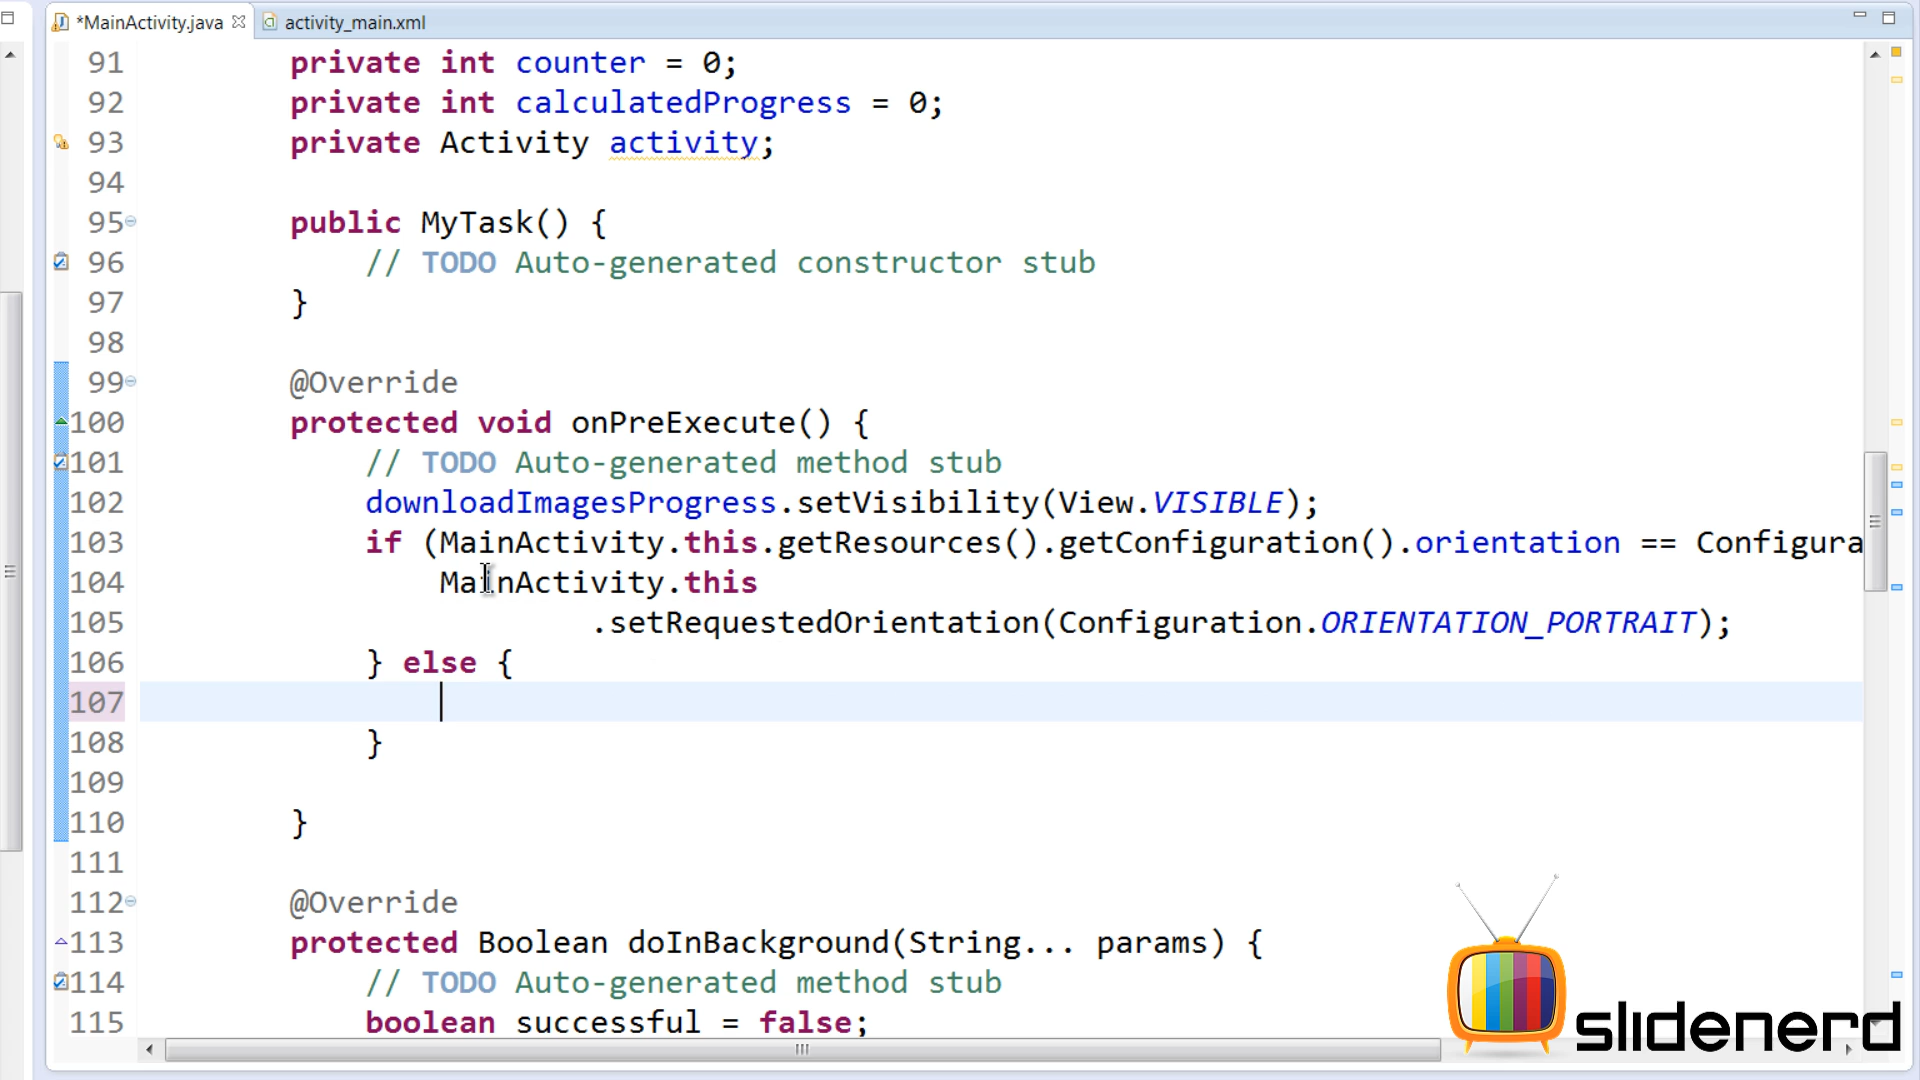 *MainActivity.java activity_main.xml
91 private int counter = 0;
92 private int calculatedProgress = 0;
93 private Activity activity;
94
95 public MyTask() {
96 // TODO Auto-generated constructor stub
97 }
98
99 @Override
100 protected void onPreExecute() {
101 // TODO Auto-generated method stub
102 downloadImagesProgress.setVisibility(View.VISIBLE);
103 if (MainActivity.this.getResources().getConfiguration().orientation == Configura
104 MainActivity.this
105 .setRequestedOrientation(Configuration.ORIENTATION_PORTRAIT);
106 } else {
107
108 }
109
110 }
111
112 @Override
113 protected Boolean doInBackground(String... params) {
114 // TODO Auto-generated method stub
115 boolean successful = false;
slidenerd